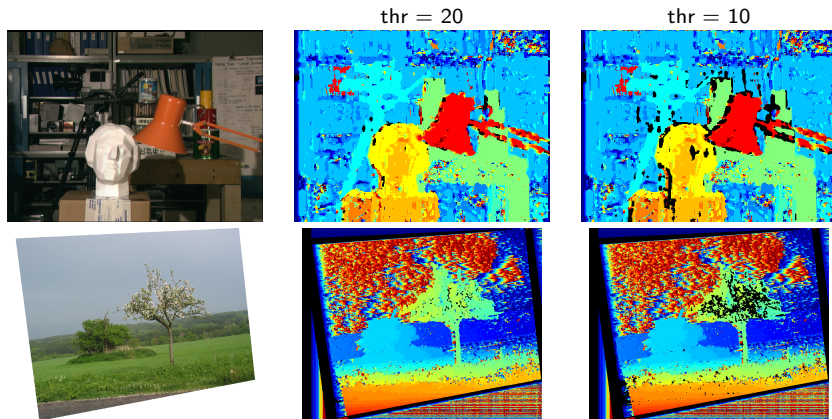 thr = 20
thr = 10